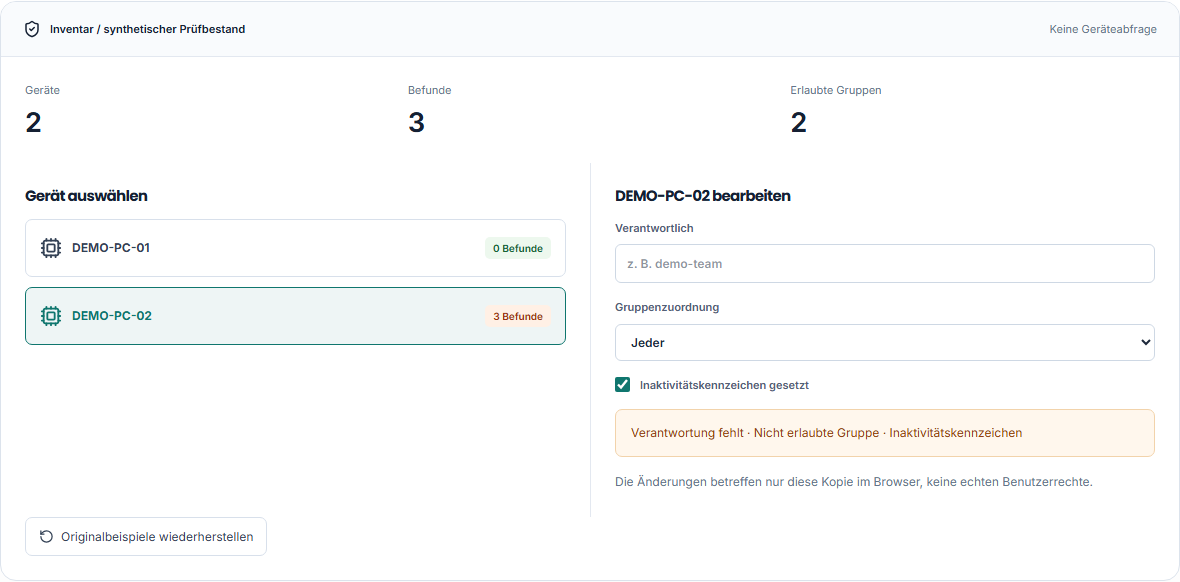 Inventar / synthetischer Prüfbestand
Keine Geräteabfrage
Geräte
2
Befunde
3
Erlaubte Gruppen
2
Gerät auswählen
DEMO-PC-01
0 Befunde
DEMO-PC-02
3 Befunde
Originalbeispiele wiederherstellen
DEMO-PC-02 bearbeiten
Verantwortlich
z. B. demo-team
Gruppenzuordnung
Jeder
Inaktivitätskennzeichen gesetzt
Verantwortung fehlt · Nicht erlaubte Gruppe · Inaktivitätskennzeichen
Die Änderungen betreffen nur diese Kopie im Browser, keine echten Benutzerrechte.